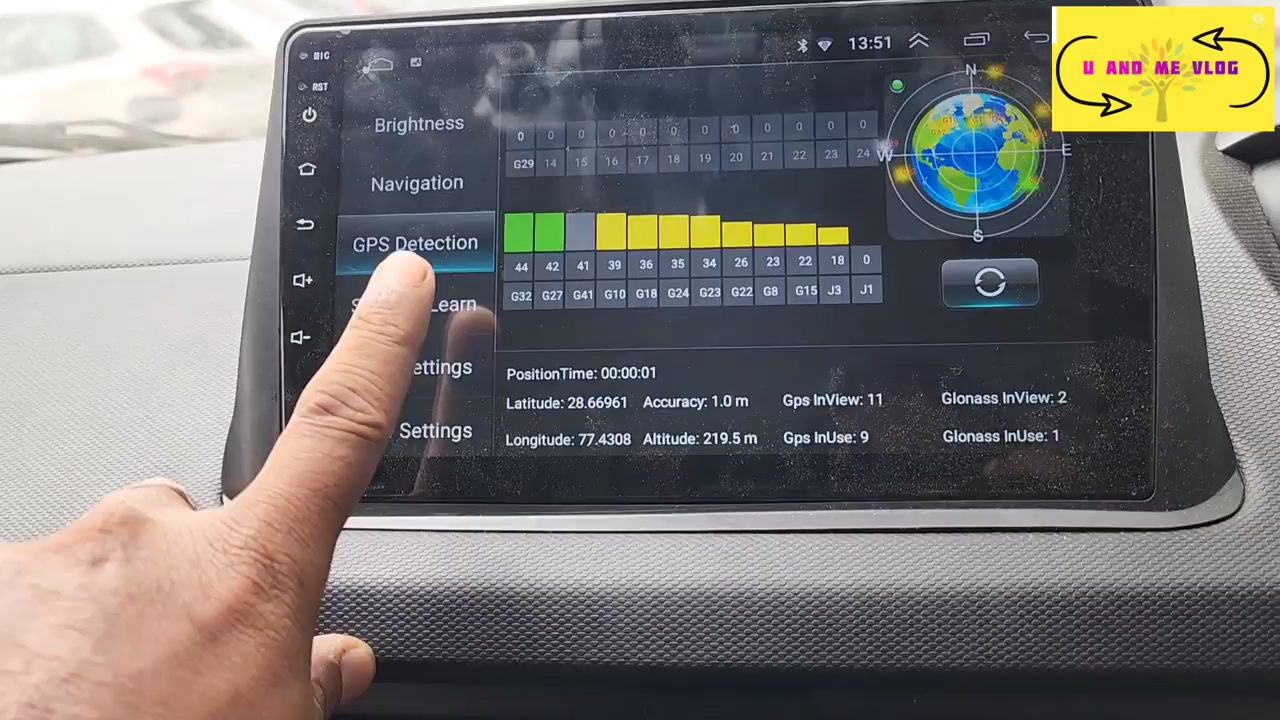 MIC
RST
13:51
U AND ME VLOG
Brightness
Navigation
GPS Detection
Learn
ettings
Settings
0 0 0 0 0 0 0 0 0 0 0 0
G29 14 15 16 17 18 19 20 21 22 23 24
44 42 41 39 36 35 34 26 23 22 18 0
G32 G27 G41 G10 G18 G24 G23 G22 G8 G15 J3 J1
N
W
E
S
PositionTime: 00:00:01
Latitude: 28.66961 Accuracy: 1.0 m Gps InView: 11 Glonass InView: 2
Longitude: 77.4308 Altitude: 219.5 m Gps InUse: 9 Glonass InUse: 1